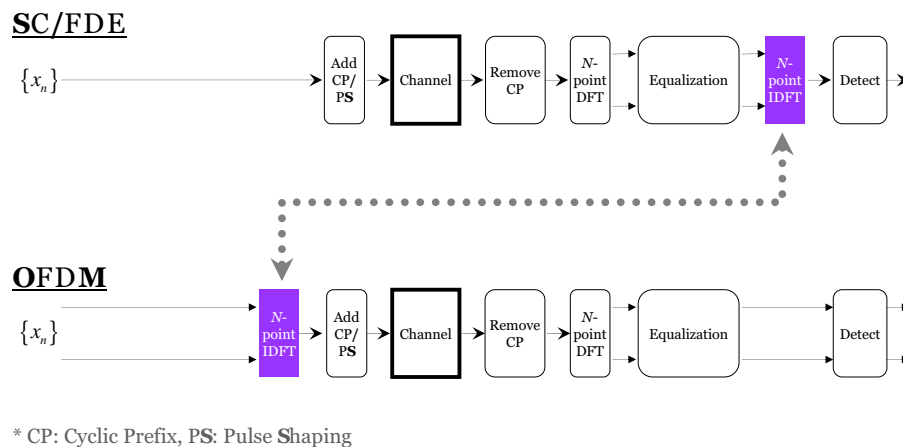 SC/FDE
{xₙ}
Add
CP/
PS
Channel
Remove
CP
N-
point
DFT
Equalization
N-
point
IDFT
Detect
OFDM
{xₙ}
N-
point
IDFT
Add
CP/
PS
Channel
Remove
CP
N-
point
DFT
Equalization
Detect
* CP: Cyclic Prefix, PS: Pulse Shaping